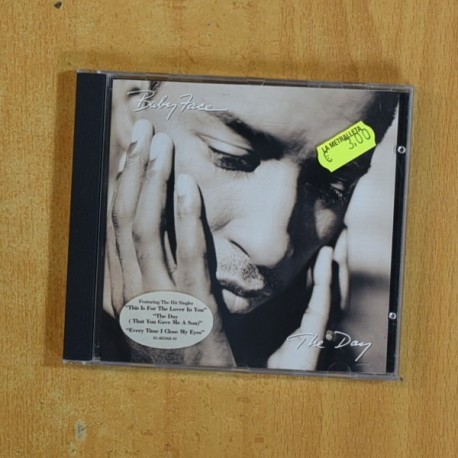 Baby Face
LA METRALLETA
€ 3,00
Featuring The Hit Singles
"This Is For The Lover In You"
"The Day
(That You Gave Me A Son)"
"Every Time I Close My Eyes"
The Day